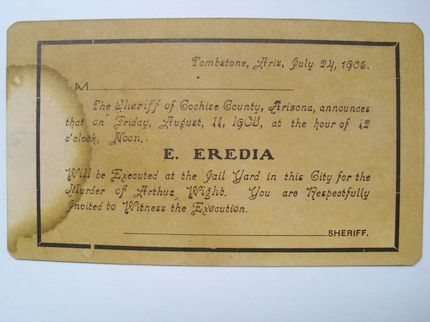 Tombstone, Ariz, July 24, 1905.
M
The Sheriff of Cochise County, Arizona, announces
that on Friday, August, 11, 1905, at the hour of 12
o'clock, Noon,
E. EREDIA
Will be Executed at the Jail Yard in this City for the
Murder of Arthur Wight. You are Respectfully
Invited to Witness the Execution.
SHERIFF.